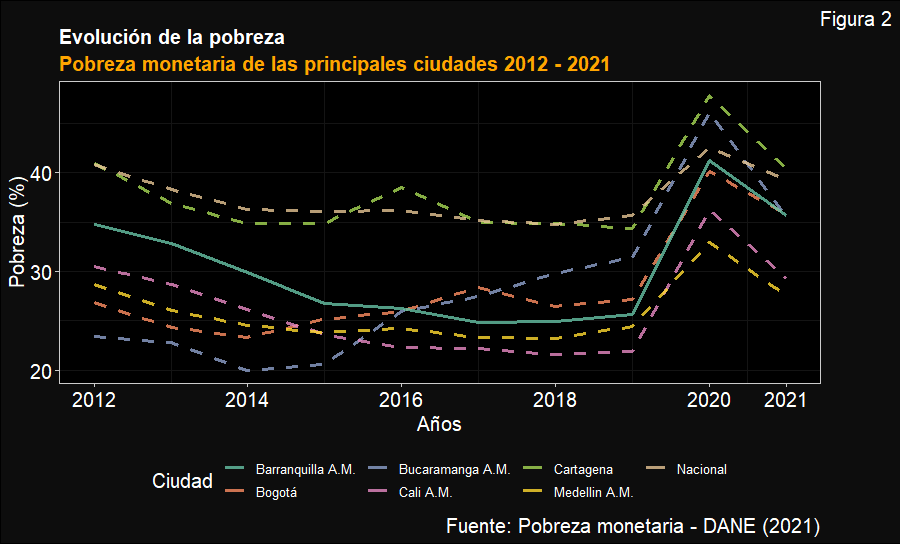 Figura 2
Evolución de la pobreza
Pobreza monetaria de las principales ciudades 2012 - 2021
Pobreza (%)
40
30
20
2012 2014 2016 2018 2020 2021
Años
Ciudad
Barranquilla A.M. Bucaramanga A.M. Cartagena Nacional
Bogotá Cali A.M. Medellin A.M.
Fuente: Pobreza monetaria - DANE (2021)